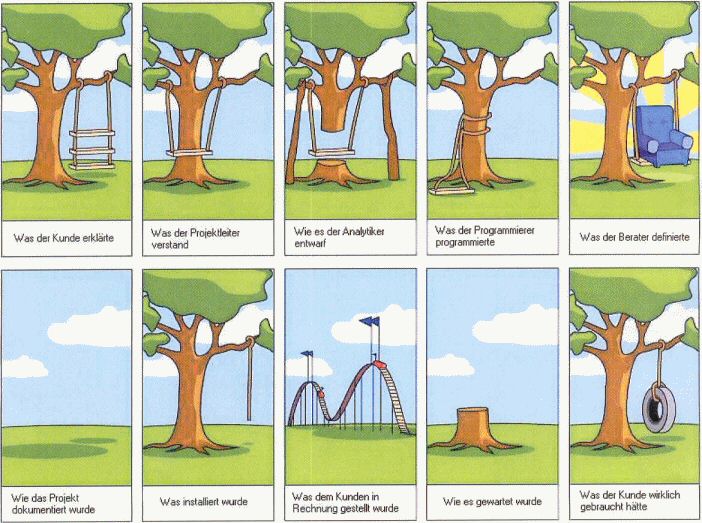 Was der Kunde erklärte
Was der Projektleiter
verstand
Wie es der Analytiker
entwarf
Was der Programmierer
programmierte
Was der Berater definierte
Wie das Projekt
dokumentiert wurde
Was installiert wurde
Was dem Kunden in
Rechnung gestellt wurde
Wie es gewartet wurde
Was der Kunde wirklich
gebraucht hätte